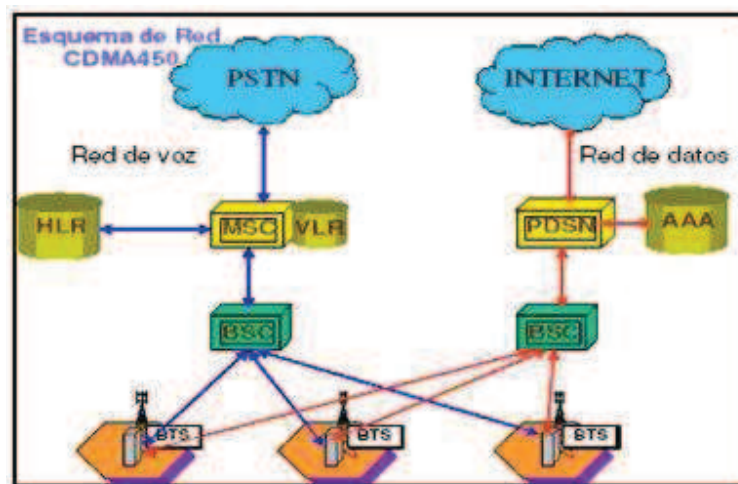 Esquema de Red
CDMA450
PSTN
INTERNET
Red de voz
Red de datos
HLR
MSC
VLR
PDSN
AAA
BSC
BSC
BTS
BTS
BTS